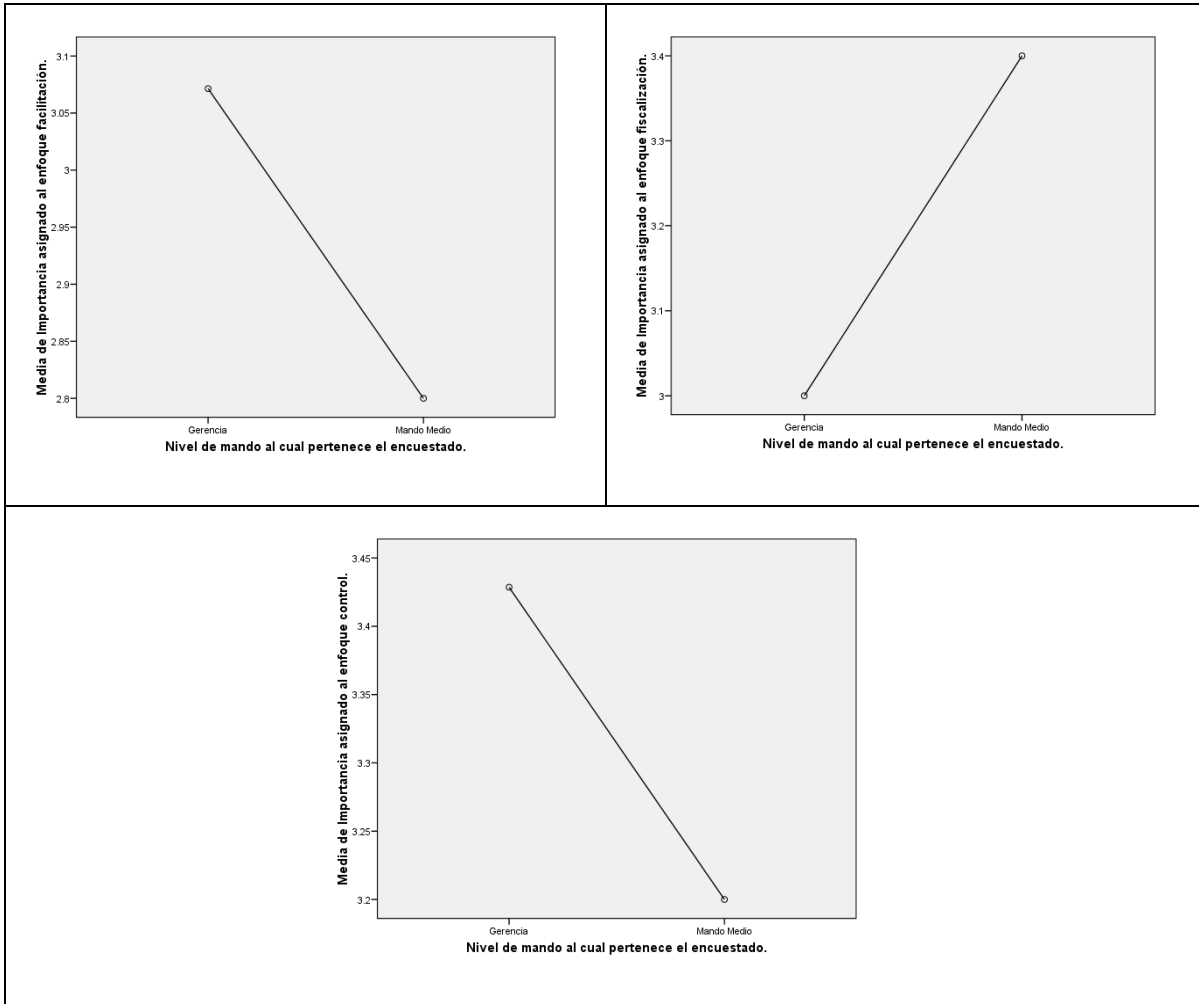 Media de Importancia asignado al enfoque facilitación.
3.1
3.05
3
2.95
2.9
2.85
2.8
Gerencia
Mando Medio
Nivel de mando al cual pertenece el encuestado.
Media de Importancia asignado al enfoque fiscalización.
3.4
3.3
3.2
3.1
3
Gerencia
Mando Medio
Nivel de mando al cual pertenece el encuestado.
Media de Importancia asignado al enfoque control.
3.45
3.4
3.35
3.3
3.25
3.2
Gerencia
Mando Medio
Nivel de mando al cual pertenece el encuestado.